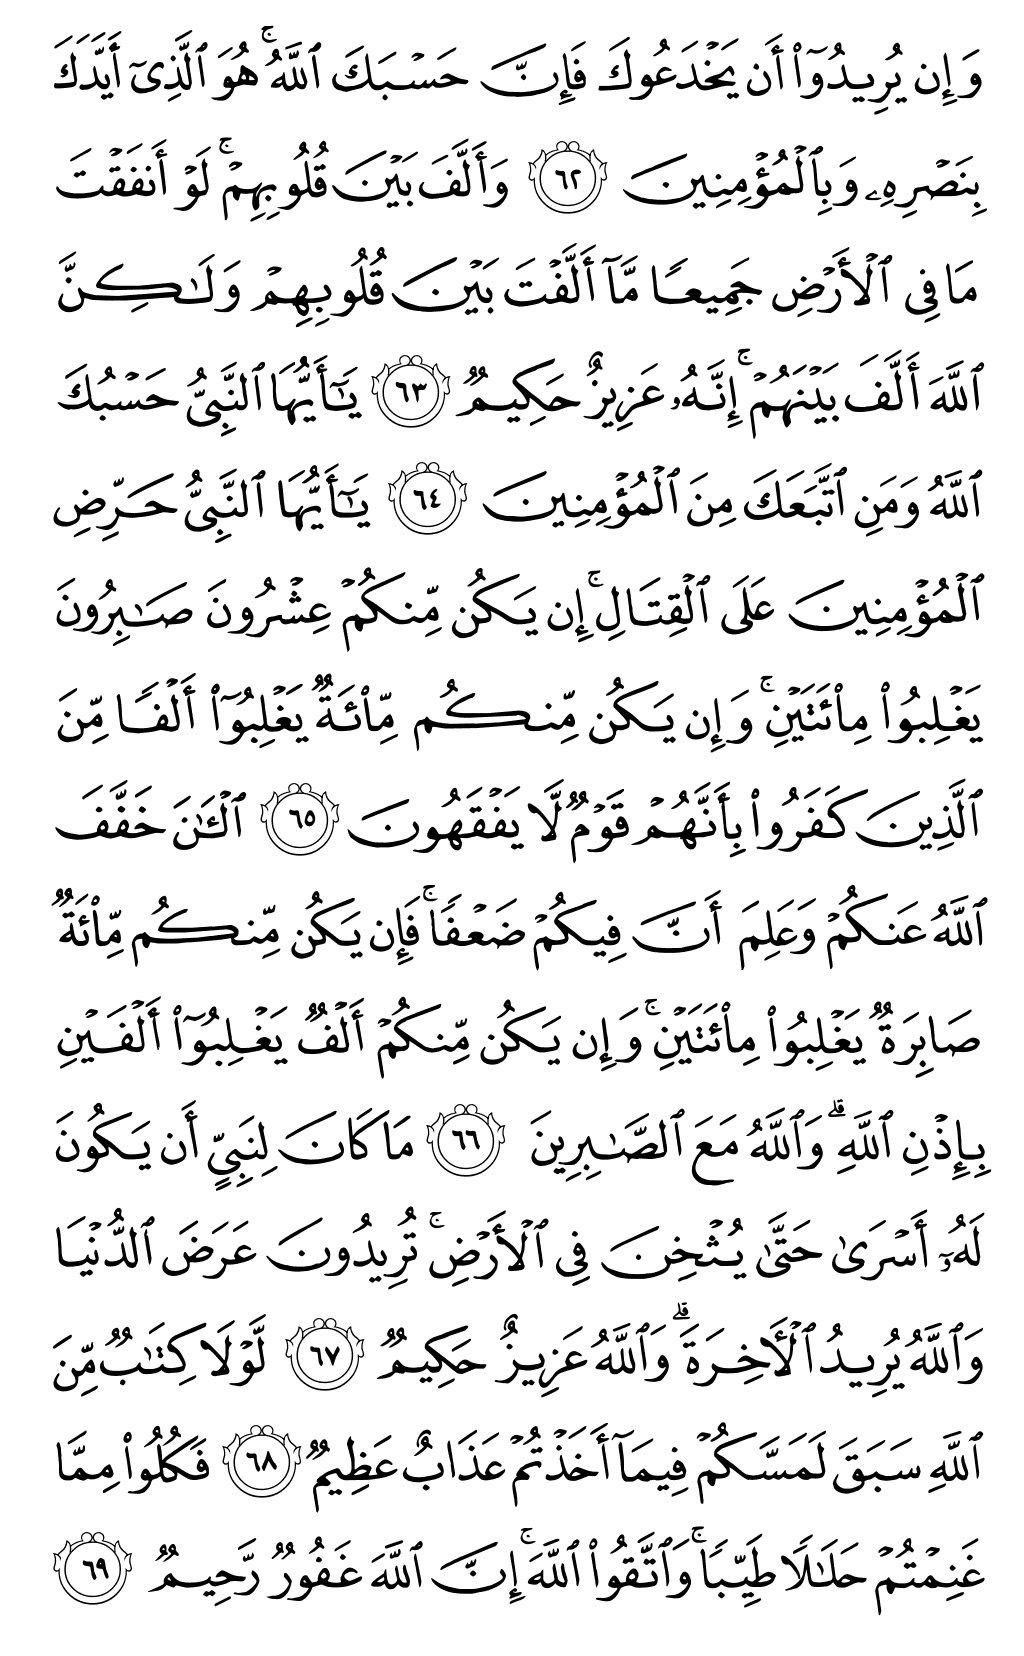 وَإِن يُرِيدُوٓا۟ أَن يَخْدَعُوكَ فَإِنَّ حَسْبَكَ ٱللَّهُ ۚ هُوَ ٱلَّذِىٓ أَيَّدَكَ
بِنَصْرِهِۦ وَبِٱلْمُؤْمِنِينَ ٦٢ وَأَلَّفَ بَيْنَ قُلُوبِهِمْ ۚ لَوْ أَنفَقْتَ
مَا فِى ٱلْأَرْضِ جَمِيعًا مَّآ أَلَّفْتَ بَيْنَ قُلُوبِهِمْ وَلَـٰكِنَّ
ٱللَّهَ أَلَّفَ بَيْنَهُمْ ۚ إِنَّهُۥ عَزِيزٌ حَكِيمٌ ٦٣ يَـٰٓأَيُّهَا ٱلنَّبِىُّ حَسْبُكَ
ٱللَّهُ وَمَنِ ٱتَّبَعَكَ مِنَ ٱلْمُؤْمِنِينَ ٦٤ يَـٰٓأَيُّهَا ٱلنَّبِىُّ حَرِّضِ
ٱلْمُؤْمِنِينَ عَلَى ٱلْقِتَالِ ۚ إِن يَكُن مِّنكُمْ عِشْرُونَ صَـٰبِرُونَ
يَغْلِبُوا۟ مِا۟ئَتَيْنِ ۚ وَإِن يَكُن مِّنكُم مِّا۟ئَةٌ يَغْلِبُوٓا۟ أَلْفًا مِّنَ
ٱلَّذِينَ كَفَرُوا۟ بِأَنَّهُمْ قَوْمٌ لَّا يَفْقَهُونَ ٦٥ ٱلْـَٔـٰنَ خَفَّفَ
ٱللَّهُ عَنكُمْ وَعَلِمَ أَنَّ فِيكُمْ ضَعْفًا ۚ فَإِن يَكُن مِّنكُم مِّا۟ئَةٌ
صَابِرَةٌ يَغْلِبُوا۟ مِا۟ئَتَيْنِ ۚ وَإِن يَكُن مِّنكُمْ أَلْفٌ يَغْلِبُوٓا۟ أَلْفَيْنِ
بِإِذْنِ ٱللَّهِ ۗ وَٱللَّهُ مَعَ ٱلصَّـٰبِرِينَ ٦٦ مَا كَانَ لِنَبِىٍّ أَن يَكُونَ
لَهُۥٓ أَسْرَىٰ حَتَّىٰ يُثْخِنَ فِى ٱلْأَرْضِ ۚ تُرِيدُونَ عَرَضَ ٱلدُّنْيَا
وَٱللَّهُ يُرِيدُ ٱلْـَٔاخِرَةَ ۗ وَٱللَّهُ عَزِيزٌ حَكِيمٌ ٦٧ لَّوْلَا كِتَـٰبٌ مِّنَ
ٱللَّهِ سَبَقَ لَمَسَّكُمْ فِيمَآ أَخَذْتُمْ عَذَابٌ عَظِيمٌ ٦٨ فَكُلُوا۟ مِمَّا
غَنِمْتُمْ حَلَـٰلًا طَيِّبًا ۚ وَٱتَّقُوا۟ ٱللَّهَ ۚ إِنَّ ٱللَّهَ غَفُورٌ رَّحِيمٌ ٦٩